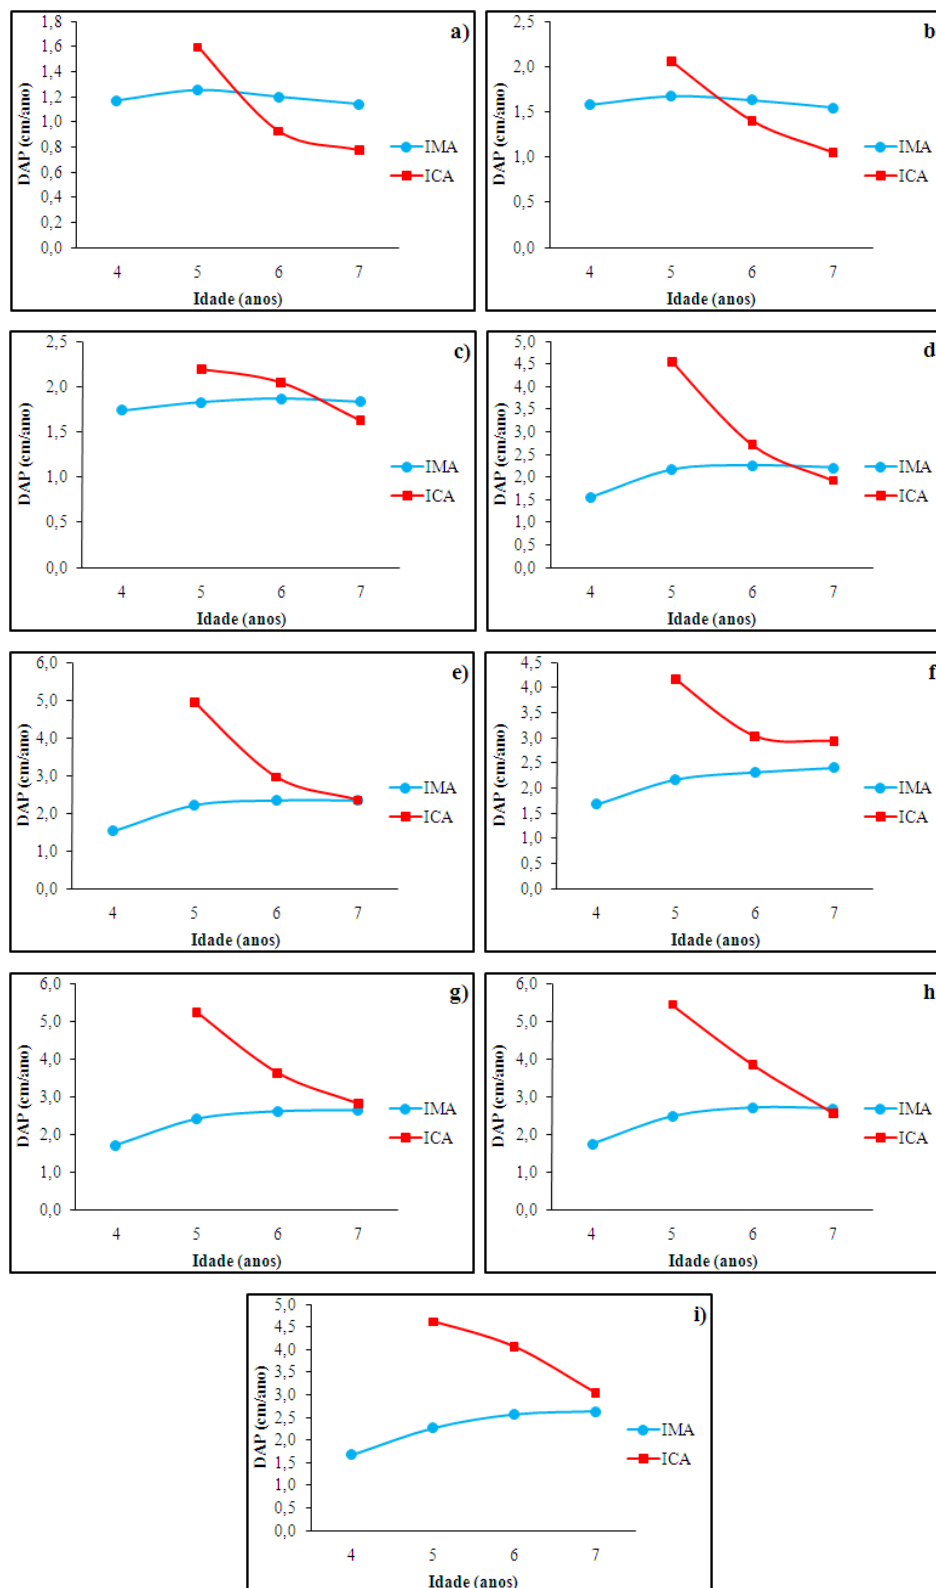 a)
DAP (cm/ano)
1,8
1,6
1,4
1,2
1,0
0,8
0,6
0,4
0,2
0,0
4 5 6 7
Idade (anos)
IMA
ICA
b
DAP (cm/ano)
2,5
2,0
1,5
1,0
0,5
0,0
4 5 6 7
Idade (anos)
IMA
ICA
c)
DAP (cm/ano)
2,5
2,0
1,5
1,0
0,5
0,0
4 5 6 7
Idade (anos)
IMA
ICA
d
DAP (cm/ano)
5,0
4,5
4,0
3,5
3,0
2,5
2,0
1,5
1,0
0,5
0,0
4 5 6 7
Idade (anos)
IMA
ICA
e)
DAP (cm/ano)
6,0
5,0
4,0
3,0
2,0
1,0
0,0
4 5 6 7
Idade (anos)
IMA
ICA
f
DAP (cm/ano)
4,5
4,0
3,5
3,0
2,5
2,0
1,5
1,0
0,5
0,0
4 5 6 7
Idade (anos)
IMA
ICA
g)
DAP (cm/ano)
6,0
5,0
4,0
3,0
2,0
1,0
0,0
4 5 6 7
Idade (anos)
IMA
ICA
h
DAP (cm/ano)
6,0
5,0
4,0
3,0
2,0
1,0
0,0
4 5 6 7
Idade (anos)
IMA
ICA
i)
DAP (cm/ano)
5,0
4,5
4,0
3,5
3,0
2,5
2,0
1,5
1,0
0,5
0,0
4 5 6 7
Idade (anos)
IMA
ICA